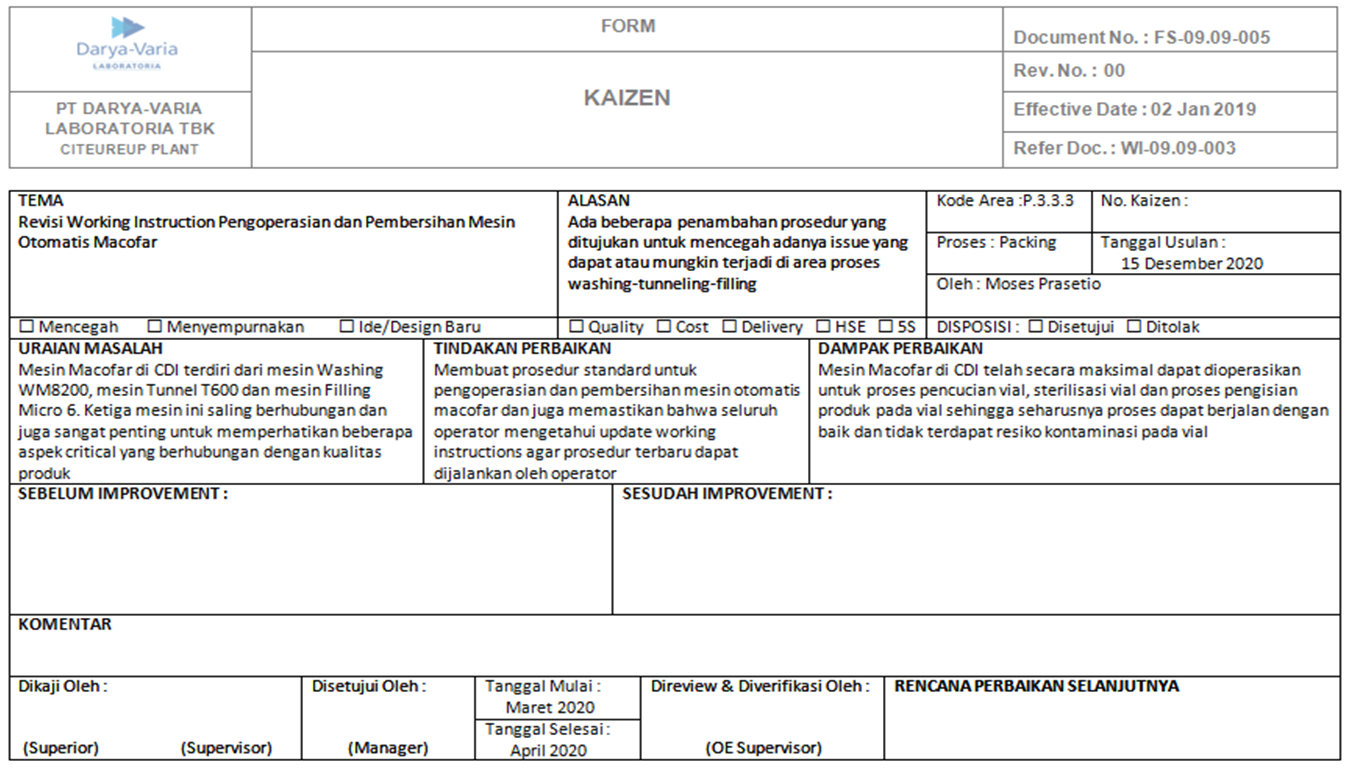 Darya-Varia
LABORATORIA
PT DARYA-VARIA
LABORATORIA TBK
CITEUREUP PLANT
FORM
KAIZEN
Document No. : FS-09.09-005
Rev. No. : 00
Effective Date : 02 Jan 2019
Refer Doc. : WI-09.09-003
TEMA
Revisi Working Instruction Pengoperasian dan Pembersihan Mesin
Otomatis Macofar
ALASAN
Ada beberapa penambahan prosedur yang
ditujukan untuk mencegah adanya issue yang
dapat atau mungkin terjadi di area proses
washing-tunneling-filling
Kode Area :P.3.3.3
No. Kaizen :
Proses : Packing
Tanggal Usulan :
15 Desember 2020
Oleh : Moses Prasetio
☐ Mencegah ☐ Menyempurnakan ☐ Ide/Design Baru
☐ Quality ☐ Cost ☐ Delivery ☐ HSE ☐ 5S
DISPOSISI : ☐ Disetujui ☐ Ditolak
URAIAN MASALAH
Mesin Macofar di CDI terdiri dari mesin Washing
WM8200, mesin Tunnel T600 dan mesin Filling
Micro 6. Ketiga mesin ini saling berhubungan dan
juga sangat penting untuk memperhatikan beberapa
aspek critical yang berhubungan dengan kualitas
produk
TINDAKAN PERBAIKAN
Membuat prosedur standard untuk
pengoperasian dan pembersihan mesin otomatis
macofar dan juga memastikan bahwa seluruh
operator mengetahui update working
instructions agar prosedur terbaru dapat
dijalankan oleh operator
DAMPAK PERBAIKAN
Mesin Macofar di CDI telah secara maksimal dapat dioperasikan
untuk proses pencucian vial, sterilisasi vial dan proses pengisian
produk pada vial sehingga seharusnya proses dapat berjalan dengan
baik dan tidak terdapat resiko kontaminasi pada vial
SEBELUM IMPROVEMENT :
SESUDAH IMPROVEMENT :
KOMENTAR
Dikaji Oleh :
(Superior) (Supervisor)
Disetujui Oleh :
(Manager)
Tanggal Mulai :
Maret 2020
Tanggal Selesai :
April 2020
Direview & Diverifikasi Oleh :
(OE Supervisor)
RENCANA PERBAIKAN SELANJUTNYA